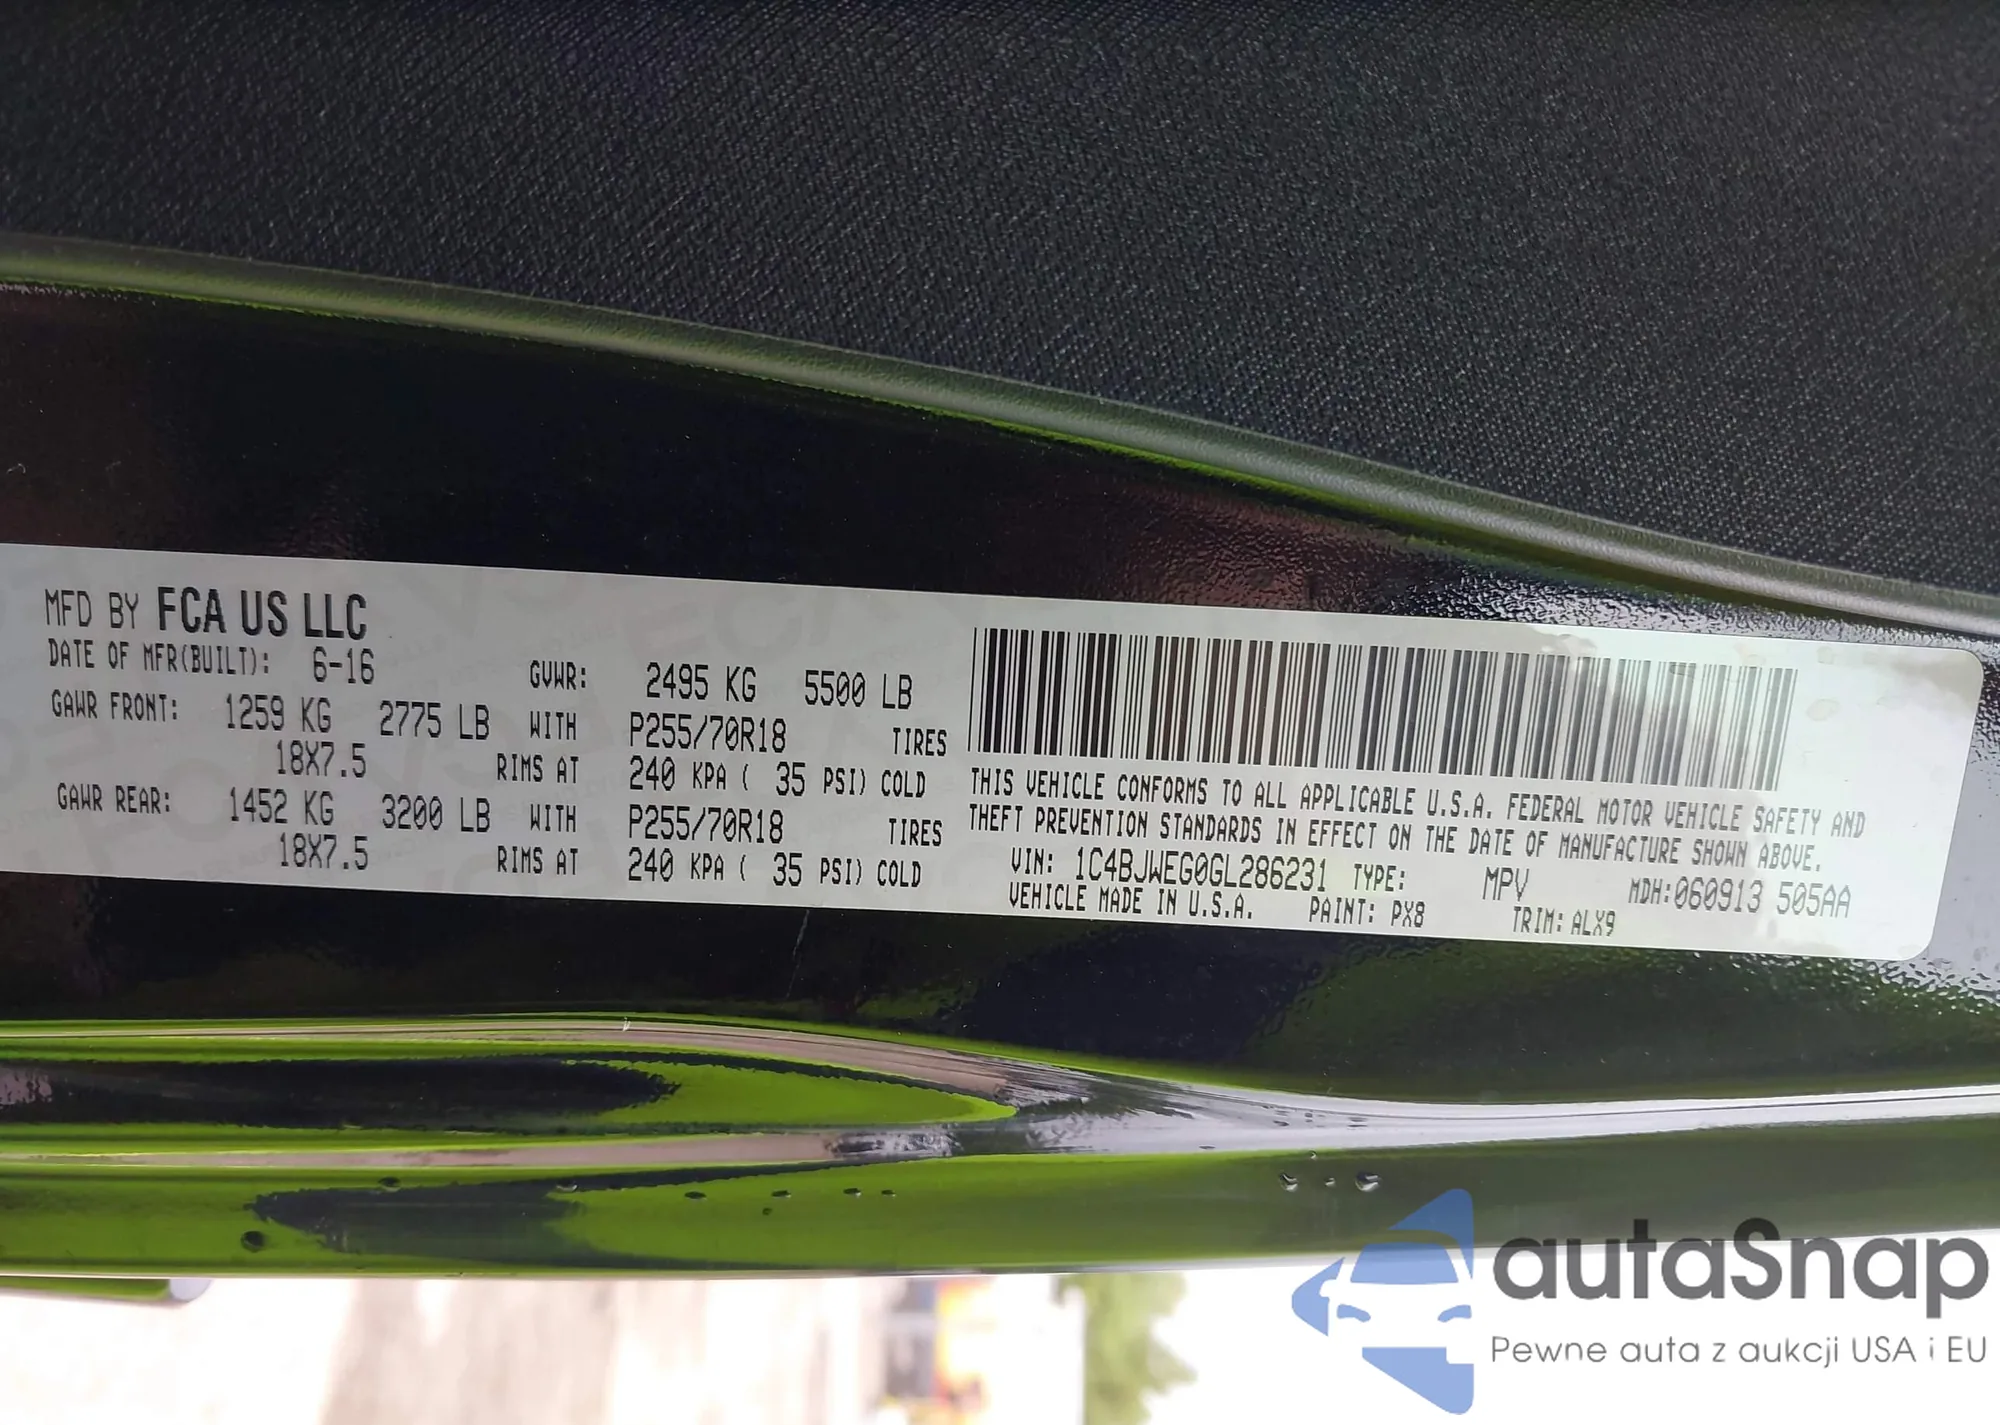 MFD BY FCA US LLC
DATE OF MFR(BUILT): 6-16 GVWR: 2495 KG 5500 LB
GAWR FRONT: 1259 KG 2775 LB WITH P255/70R18 TIRES
18X7.5 RIMS AT 240 KPA ( 35 PSI) COLD
GAWR REAR: 1452 KG 3200 LB WITH P255/70R18 TIRES
18X7.5 RIMS AT 240 KPA ( 35 PSI) COLD
THIS VEHICLE CONFORMS TO ALL APPLICABLE U.S.A. FEDERAL MOTOR VEHICLE SAFETY AND
THEFT PREVENTION STANDARDS IN EFFECT ON THE DATE OF MANUFACTURE SHOWN ABOVE.
VIN: 1C4BJWEG0GL286231 TYPE: MPV MDH:060913 505AA
VEHICLE MADE IN U.S.A. PAINT: PX8 TRIM: ALX9
autaSnap
Pewne auta z aukcji USA i EU